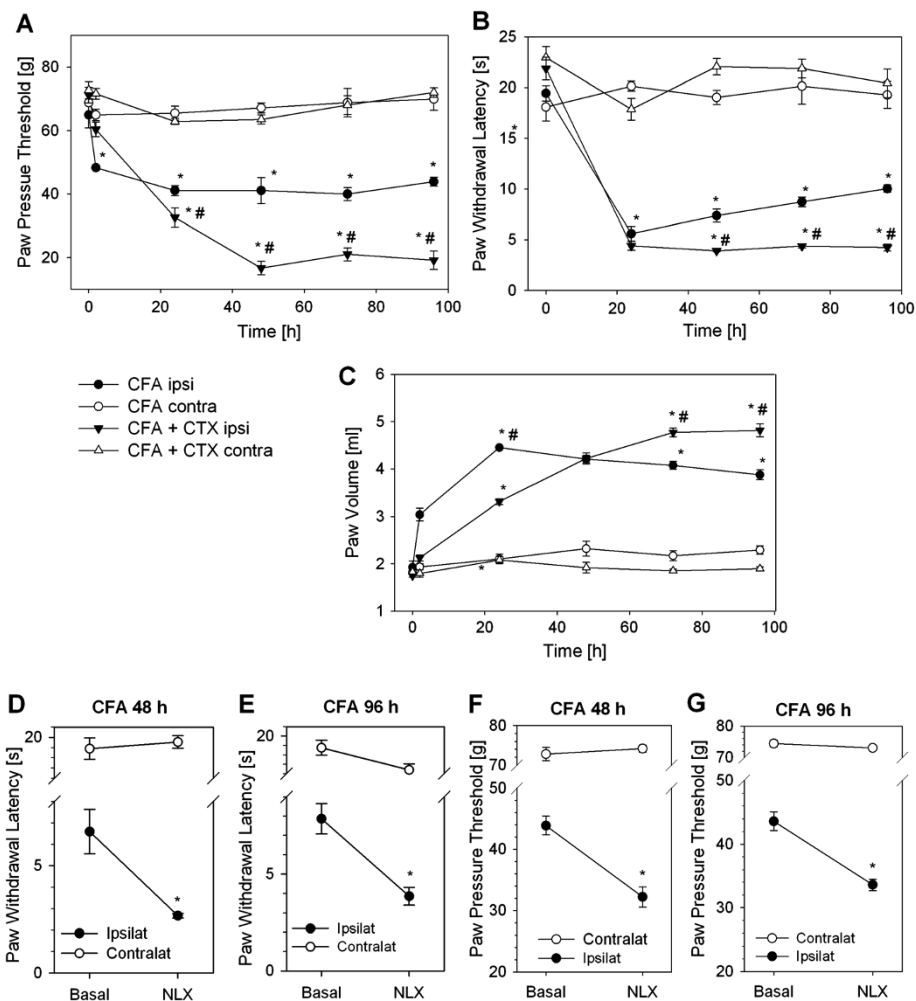 A
Paw Pressue Threshold [g]
80
60
40
20
*
*
*
*
*
* #
* #
* #
* #
0 20 40 60 80 100
Time [h]
B
Paw Withdrawal Latency [s]
25
20
15
10
5
0
*
*
*
*
*
* #
* #
* #
0 20 40 60 80 100
Time [h]
CFA ipsi
CFA contra
CFA + CTX ipsi
CFA + CTX contra
C
Paw Volume [ml]
6
5
4
3
2
1
* #
*
* #
* #
*
*
*
0 20 40 60 80 100
Time [h]
D
CFA 48 h
Paw Withdrawal Latency [s]
20
5
0
*
Ipsilat
Contralat
Basal NLX
E
CFA 96 h
Paw Withdrawal Latency [s]
20
5
0
*
Ipsilat
Contralat
Basal NLX
F
CFA 48 h
Paw Pressure Threshold [g]
80
70
50
40
30
20
*
Contralat
Ipsilat
Basal NLX
G
CFA 96 h
Paw Pressure Threshold [g]
80
70
50
40
30
20
*
Contralat
Ipsilat
Basal NLX